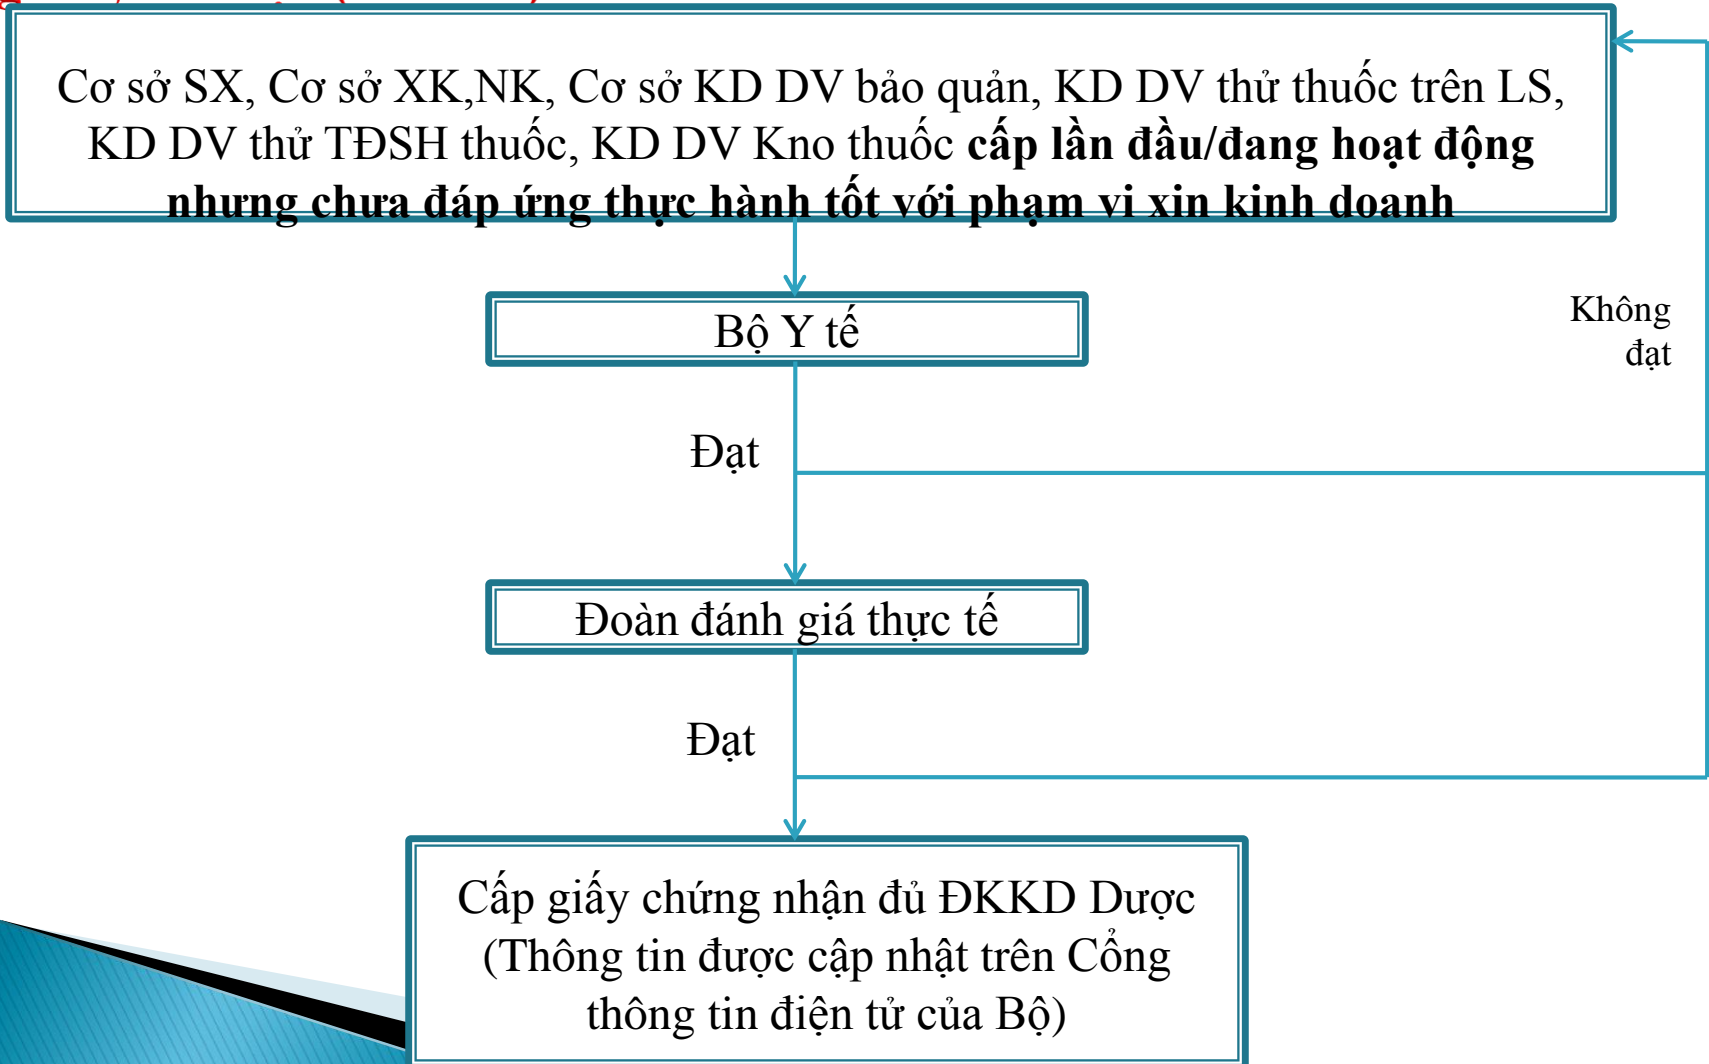 Cơ sở SX, Cơ sở XK,NK, Cơ sở KD DV bảo quản, KD DV thử thuốc trên LS,
KD DV thử TĐSH thuốc, KD DV Kno thuốc cấp lần đầu/đang hoạt động
nhưng chưa đáp ứng thực hành tốt với phạm vi xin kinh doanh
Bộ Y tế
Không
đạt
Đạt
Đoàn đánh giá thực tế
Đạt
Cấp giấy chứng nhận đủ ĐKKD Dược
(Thông tin được cập nhật trên Cổng
thông tin điện tử của Bộ)